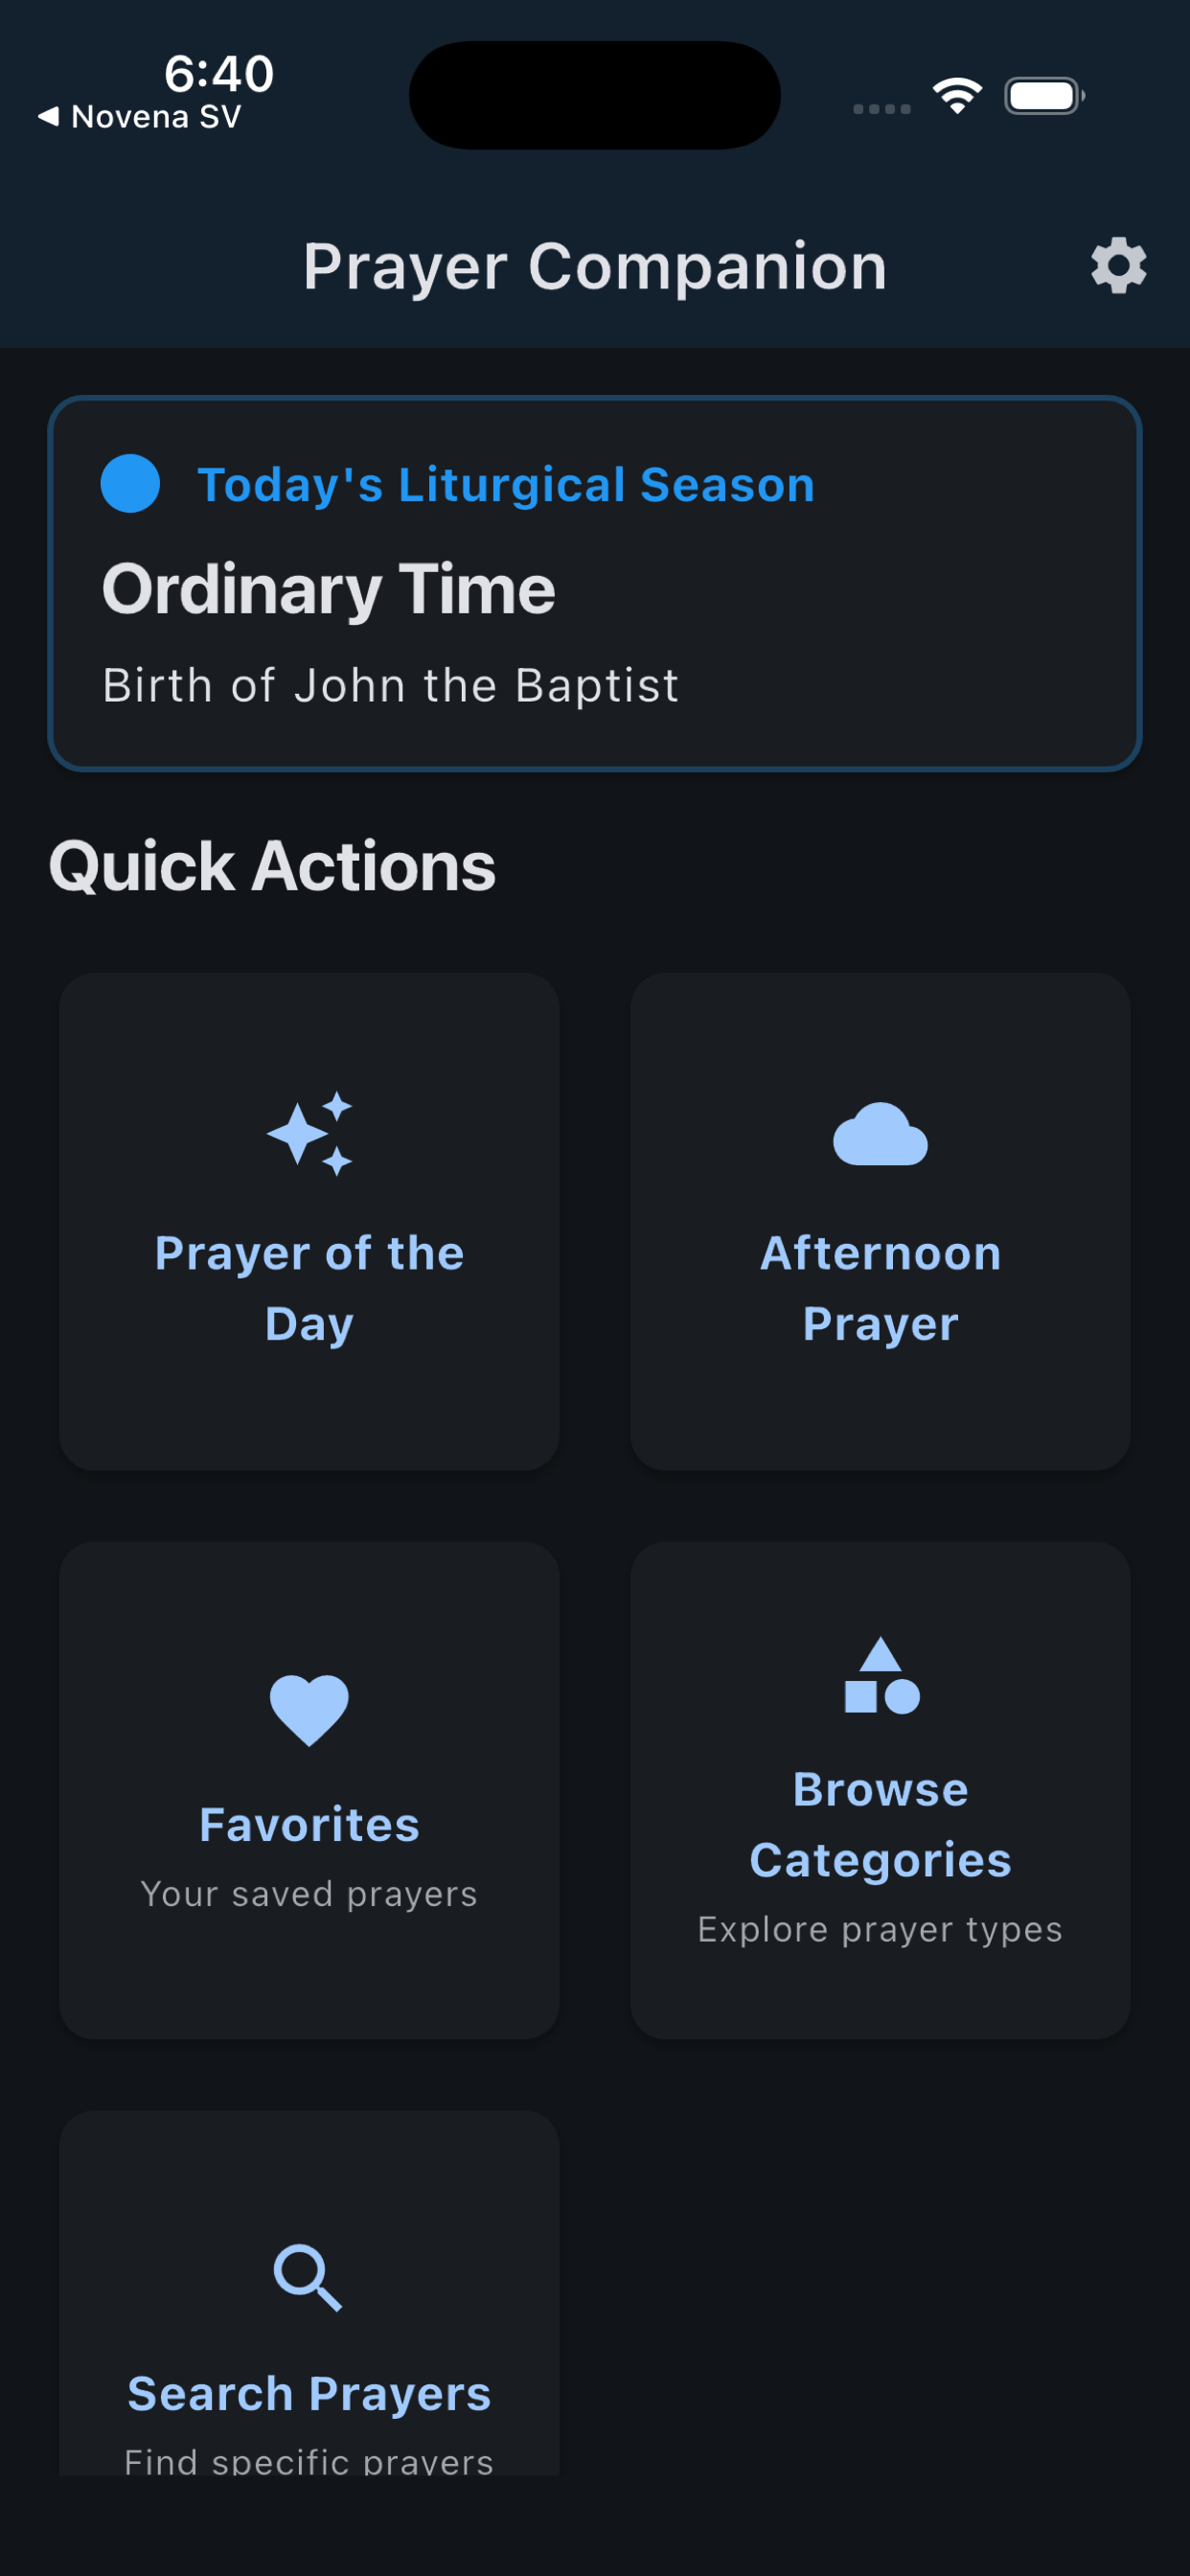 6:40
◀ Novena SV
Prayer Companion
Today's Liturgical Season
Ordinary Time
Birth of John the Baptist
Quick Actions
Prayer of the
Day
Afternoon
Prayer
Favorites
Your saved prayers
Browse
Categories
Explore prayer types
Search Prayers
Find specific prayers